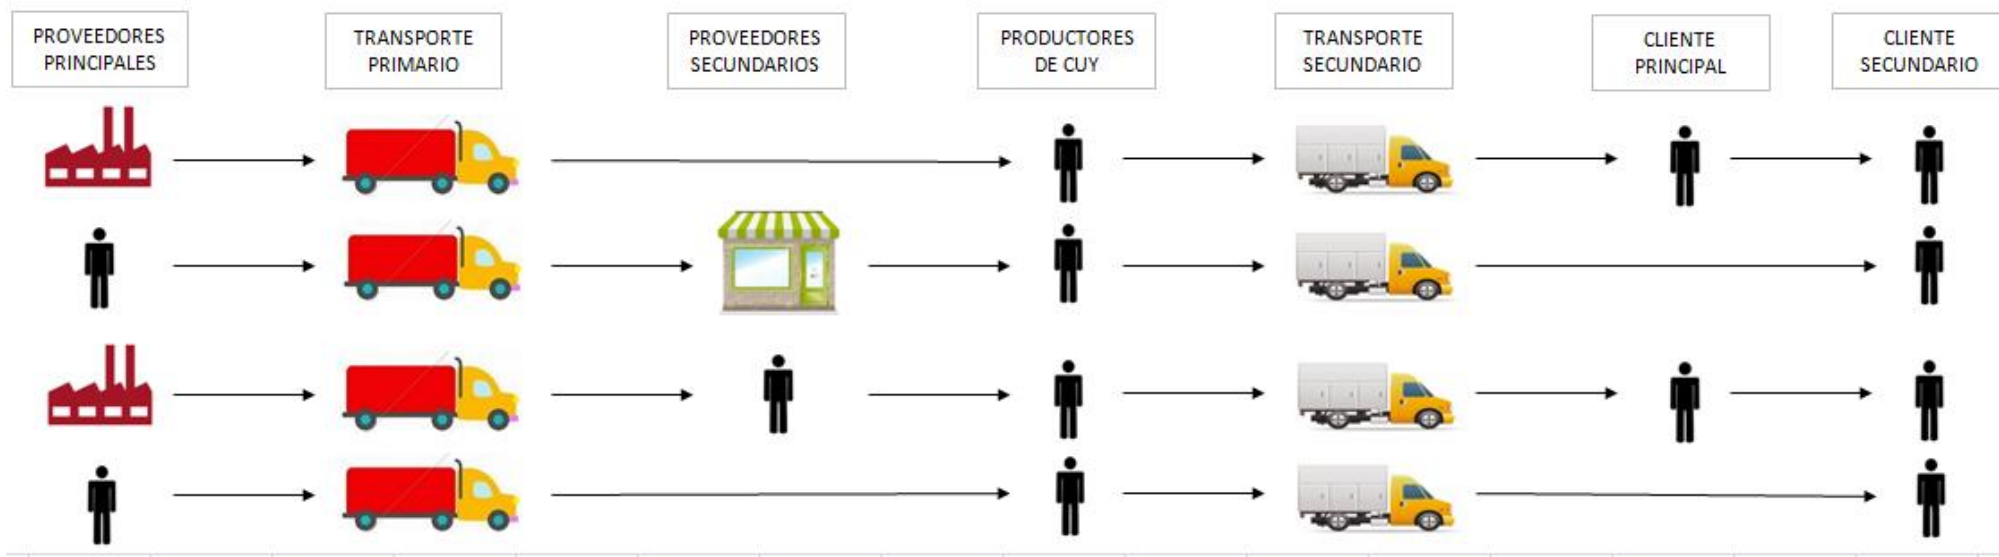 PROVEEDORES
PRINCIPALES
TRANSPORTE
PRIMARIO
PROVEEDORES
SECUNDARIOS
PRODUCTORES
DE CUY
TRANSPORTE
SECUNDARIO
CLIENTE
PRINCIPAL
CLIENTE
SECUNDARIO